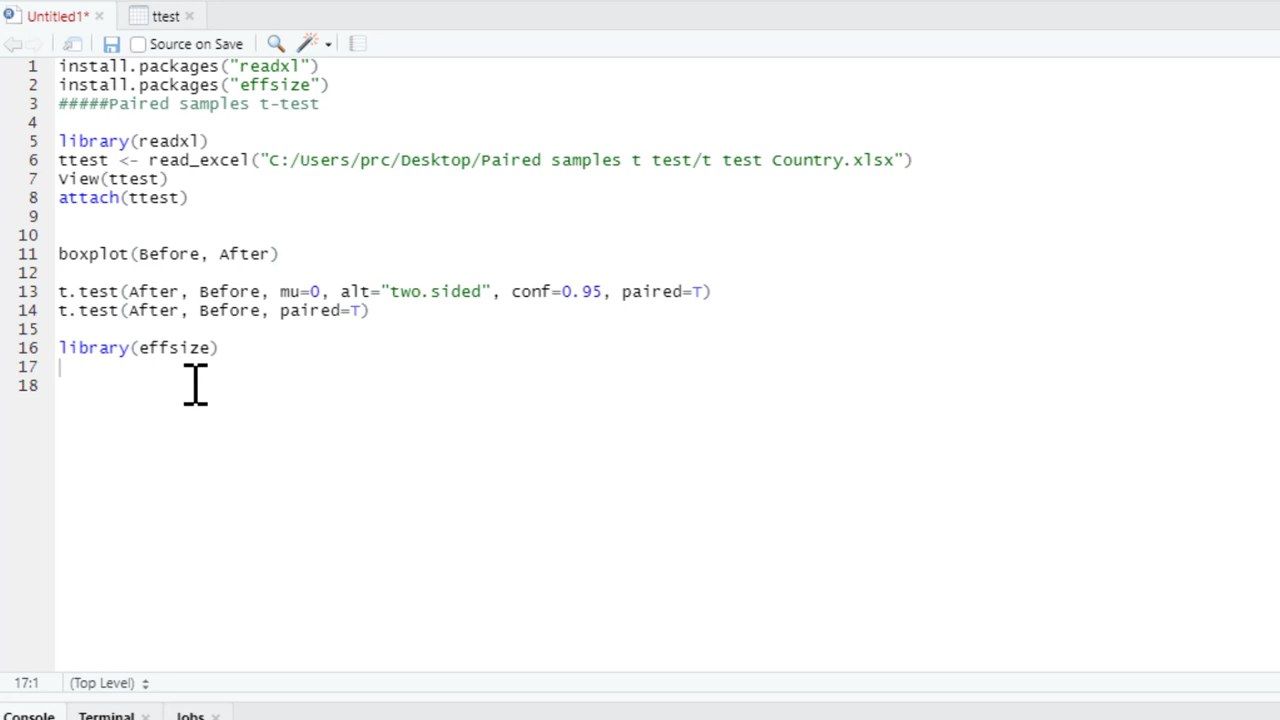 Untitled1* ttest
Source on Save
1 install.packages("readxl")
2 install.packages("effsize")
3 #####Paired samples t-test
4
5 library(readxl)
6 ttest <- read_excel("C:/Users/prc/Desktop/Paired samples t test/t test Country.xlsx")
7 View(ttest)
8 attach(ttest)
9
10
11 boxplot(Before, After)
12
13 t.test(After, Before, mu=0, alt="two.sided", conf=0.95, paired=T)
14 t.test(After, Before, paired=T)
15
16 library(effsize)
17
18
17:1 (Top Level)
Console Terminal Jobs